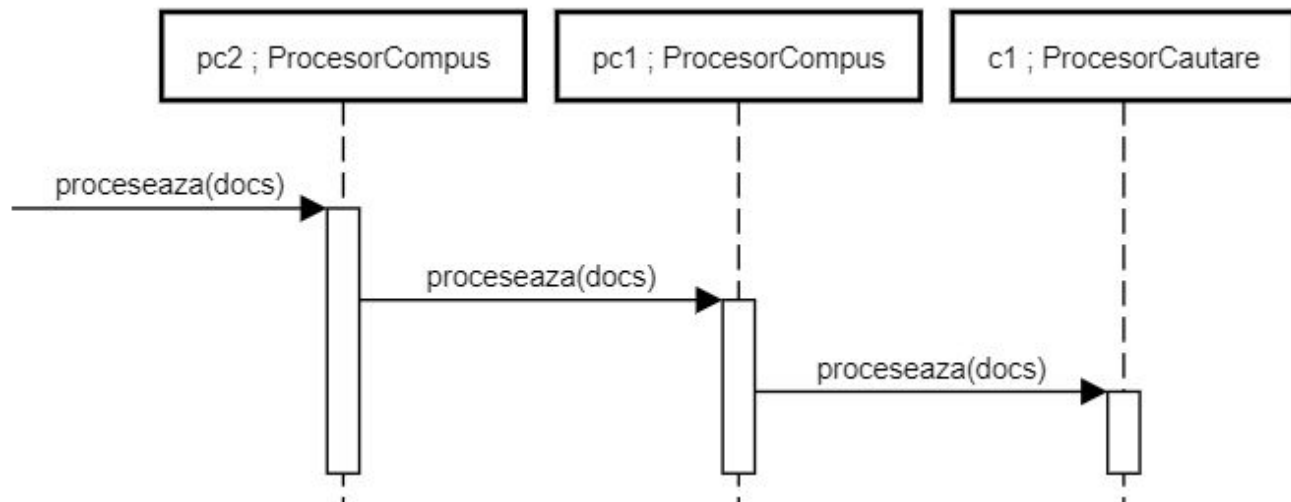 pc2 ; ProcesorCompus
pc1 ; ProcesorCompus
c1 ; ProcesorCautare
proceseaza(docs)
proceseaza(docs)
proceseaza(docs)